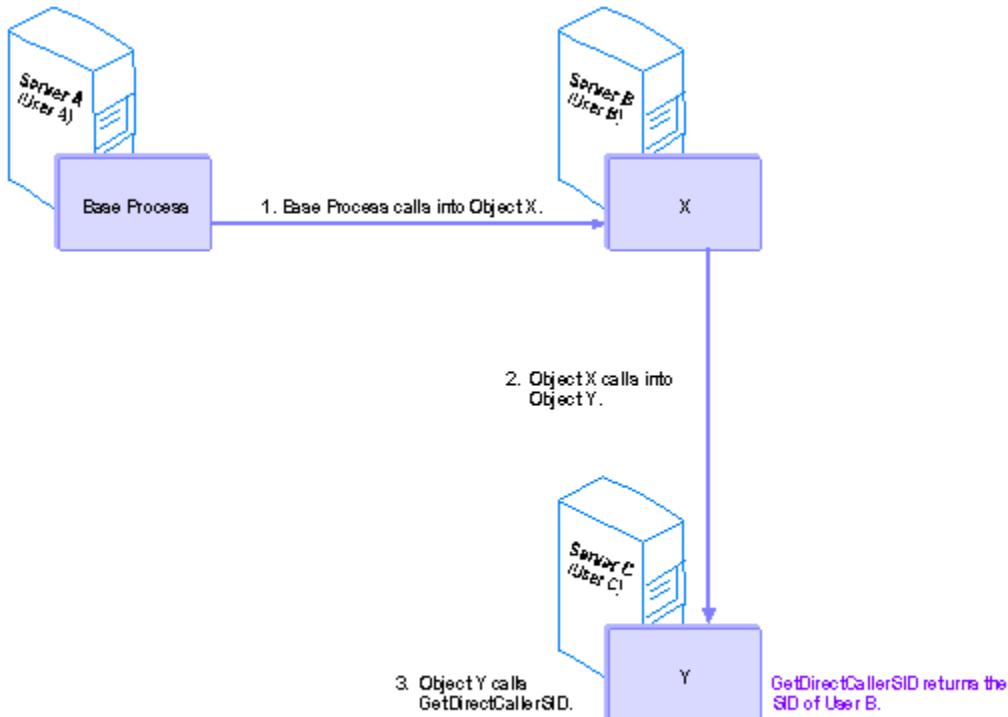 Server A
(User A)
Server B
(User B)
Base Process
1. Base Process calls into Object X.
X
2. Object X calls into
Object Y.
Server C
(User C)
3. Object Y calls
GetDirectCallerSID.
Y
GetDirectCallerSID returns the
SID of User B.